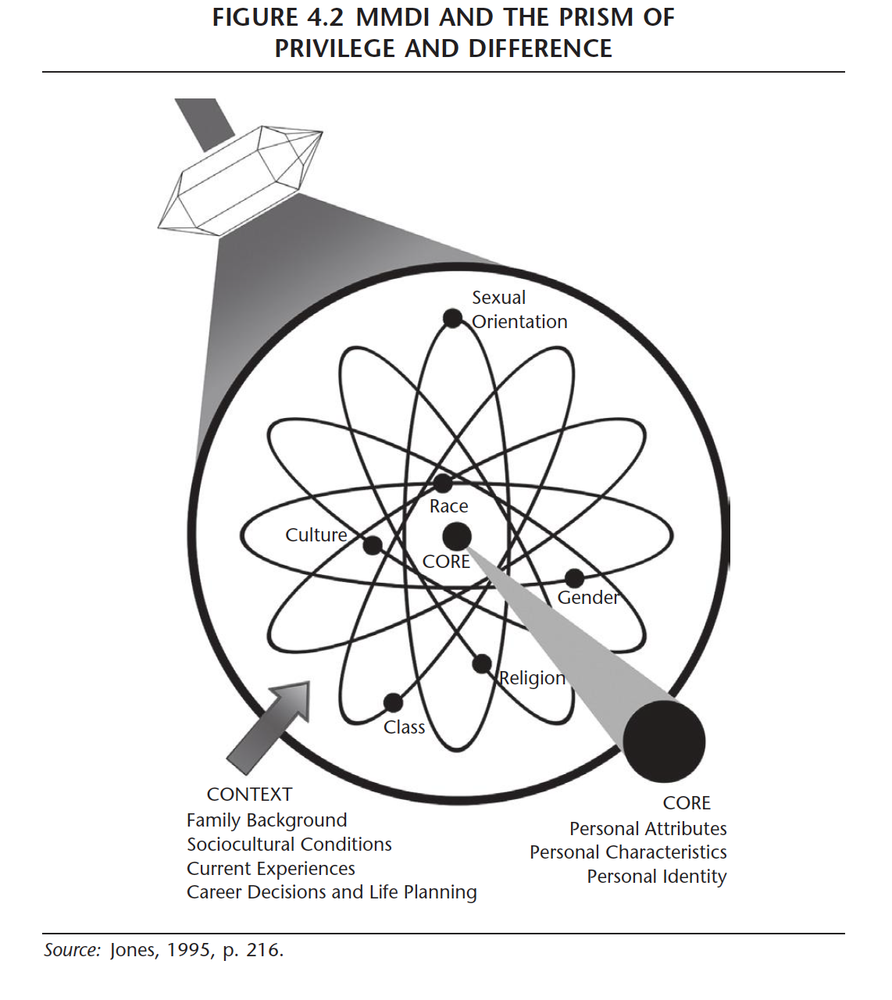 FIGURE 4.2 MMDI AND THE PRISM OF
PRIVILEGE AND DIFFERENCE
Sexual
Orientation
Race
Culture
CORE
Gender
Religion
Class
CONTEXT
Family Background
Sociocultural Conditions
Current Experiences
Career Decisions and Life Planning
CORE
Personal Attributes
Personal Characteristics
Personal Identity
Source: Jones, 1995, p. 216.